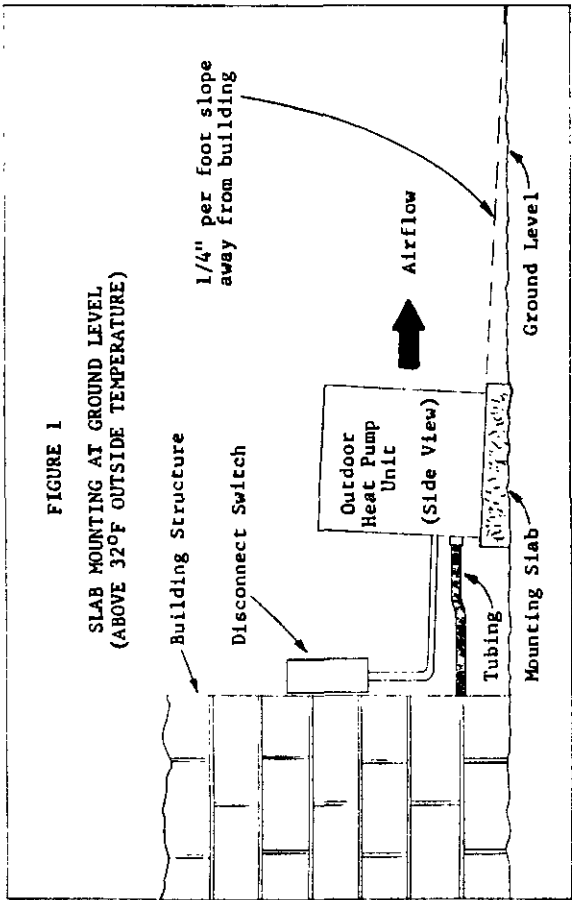 FIGURE 1
SLAB MOUNTING AT GROUND LEVEL
(ABOVE 32°F OUTSIDE TEMPERATURE)
Building Structure
Disconnect Switch
1/4" per foot slope
away from building
Outdoor
Heat Pump
Unit
(Side View)
Airflow
Tubing
Mounting Slab
Ground Level